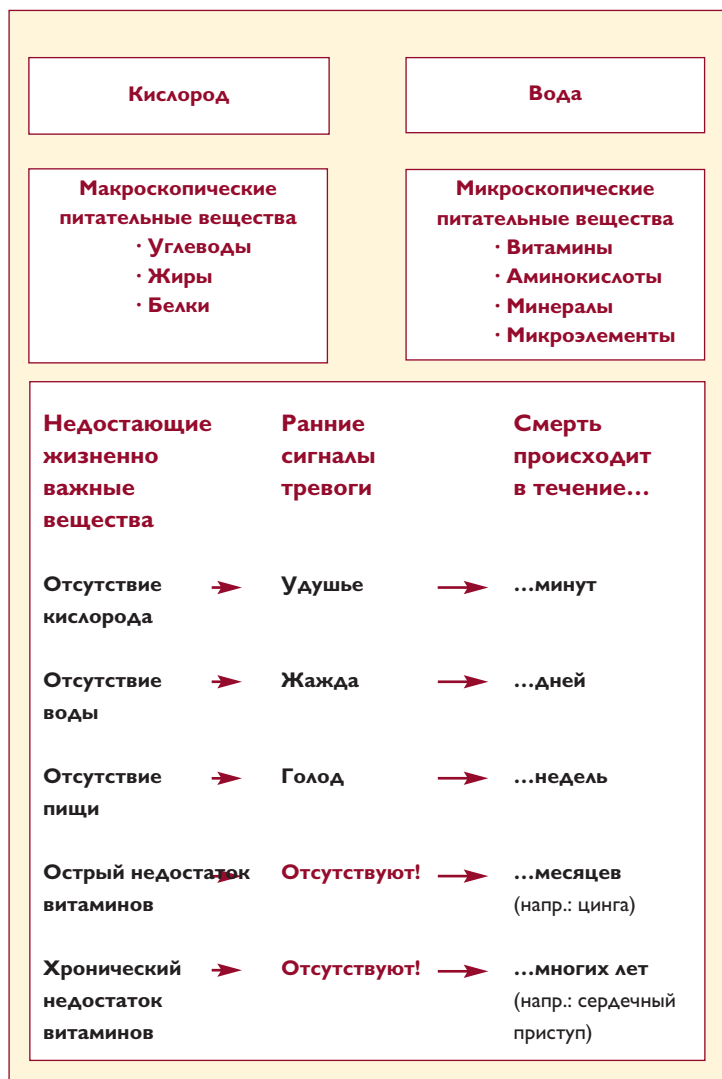 Кислород
Вода
Макроскопические
питательные вещества
· Углеводы
· Жиры
· Белки
Микроскопические
питательные вещества
· Витамины
· Аминокислоты
· Минералы
· Микроэлементы
Недостающие
жизненно
важные
вещества
Ранние
сигналы
тревоги
Смерть
происходит
в течение…
Отсутствие
кислорода
Удушье
…минут
Отсутствие
воды
Жажда
…дней
Отсутствие
пищи
Голод
…недель
Острый недостаток
витаминов
Отсутствуют!
…месяцев
(напр.: цинга)
Хронический
недостаток
витаминов
Отсутствуют!
…многих лет
(напр.: сердечный
приступ)